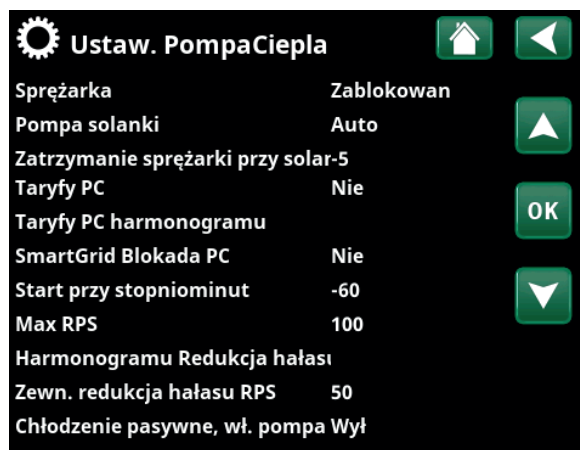 Ustaw. PompaCiepla
Sprężarka Zablokowan
Pompa solanki Auto
Zatrzymanie sprężarki przy solar -5
Taryfy PC Nie
Taryfy PC harmonogramu
OK
SmartGrid Blokada PC Nie
Start przy stopniominut -60
Max RPS 100
Harmonogramu Redukcja hałasu
Zewn. redukcja hałasu RPS 50
Chłodzenie pasywne, wł. pompa Wył